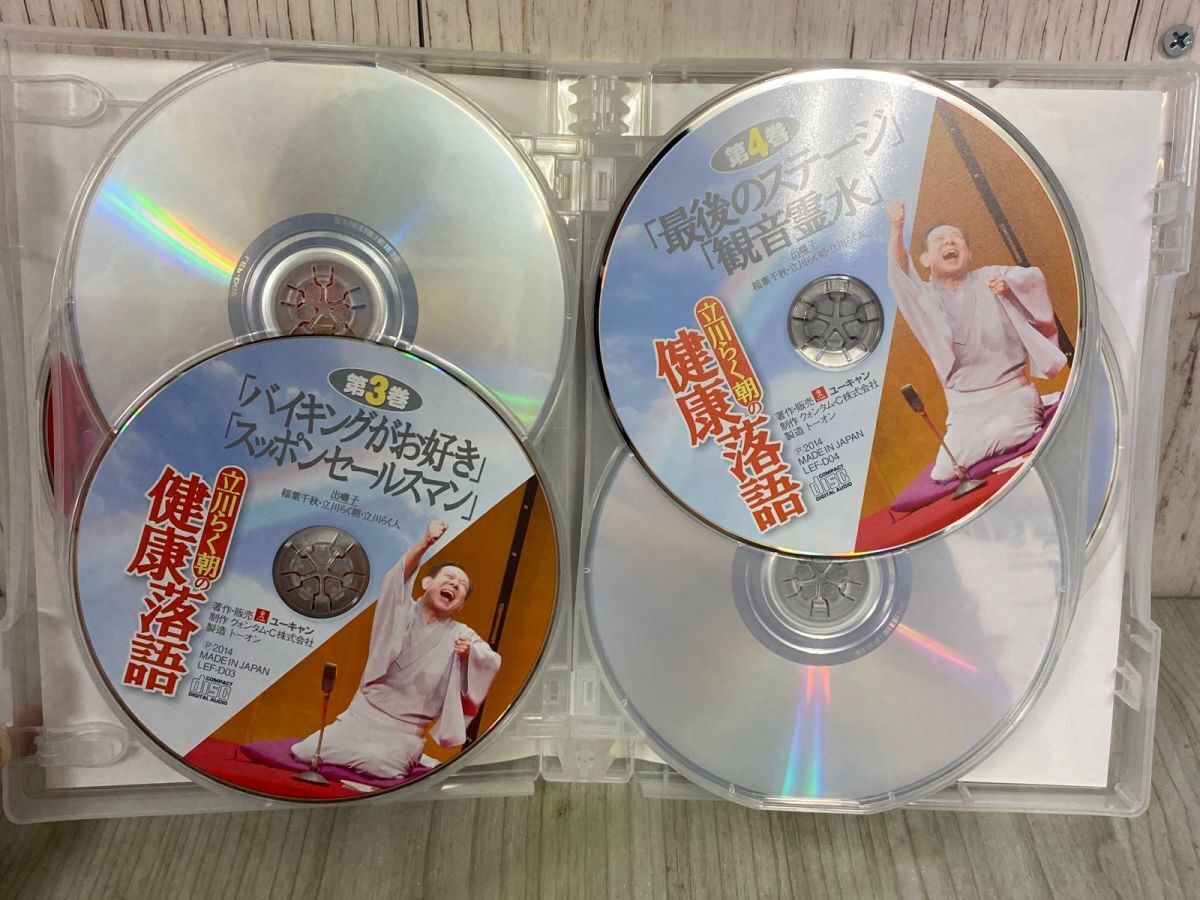 第3巻
「バイキングがお好き」
「スッポンセールスマン」
出囃子
稲葉千秋・立川らく朝・立川らく人
立川らく朝の
健康落語
著作・販売 ユーキャン
制作 クォンタム・C株式会社
製造 トーオン
℗2014
MADE IN JAPAN
LEF-D03
COMPACT
disc
DIGITAL AUDIO
第4巻
「最後のステージ」
「観音霊水」
出囃子
稲葉千秋・立川らく朝・立川らく人
立川らく朝の
健康落語
著作・販売 ユーキャン
制作 クォンタム・C株式会社
製造 トーオン
℗2014
MADE IN JAPAN
LEF-D04
COMPACT
disc
DIGITAL AUDIO